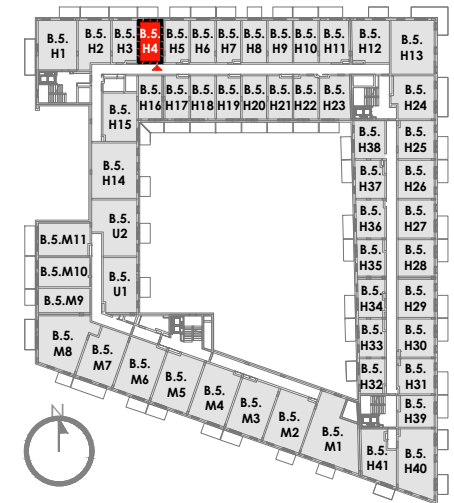 B.5.
H1
B.5.
H2
B.5.
H3
B.5.
H4
B.5.
H5
B.5.
H6
B.5.
H7
B.5.
H8
B.5.
H9
B.5.
H10
B.5.
H11
B.5.
H12
B.5.
H13
B.5.
H16
B.5.
H17
B.5.
H18
B.5.
H19
B.5.
H20
B.5.
H21
B.5.
H22
B.5.
H23
B.5.
H24
B.5.
H15
B.5.
H38
B.5.
H25
B.5.
H14
B.5.
H37
B.5.
H26
B.5.
U2
B.5.
H36
B.5.
H27
B.5.M11
B.5.
H35
B.5.
H28
B.5.M10
B.5.
U1
B.5.
H34
B.5.
H29
B.5.M9
B.5.
H33
B.5.
H30
B.5.
M8
B.5.
M7
B.5.
M6
B.5.
M5
B.5.
M4
B.5.
M3
B.5.
M2
B.5.
M1
B.5.
H32
B.5.
H31
B.5.
H39
B.5.
H41
B.5.
H40
N